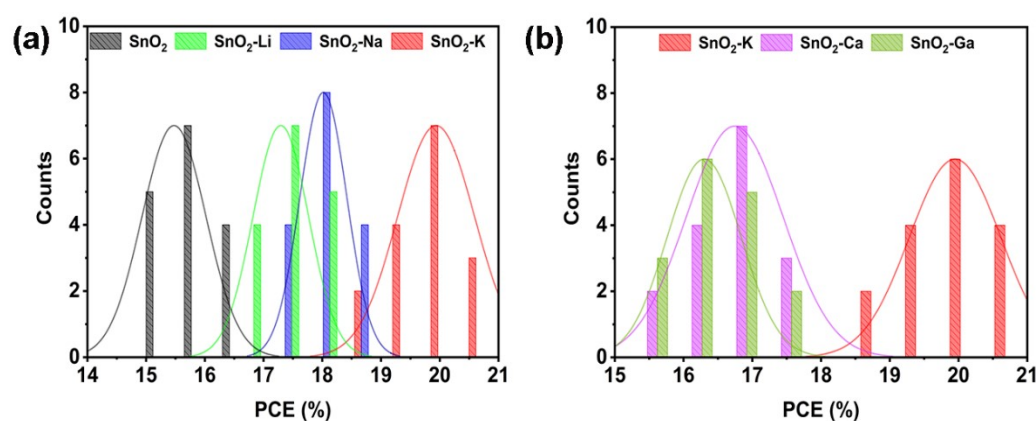 (a)
SnO₂ SnO₂-Li SnO₂-Na SnO₂-K
Counts
10
8
6
4
2
0
14 15 16 17 18 19 20 21
PCE (%)
(b)
SnO₂-K SnO₂-Ca SnO₂-Ga
Counts
10
8
6
4
2
0
15 16 17 18 19 20 21
PCE (%)